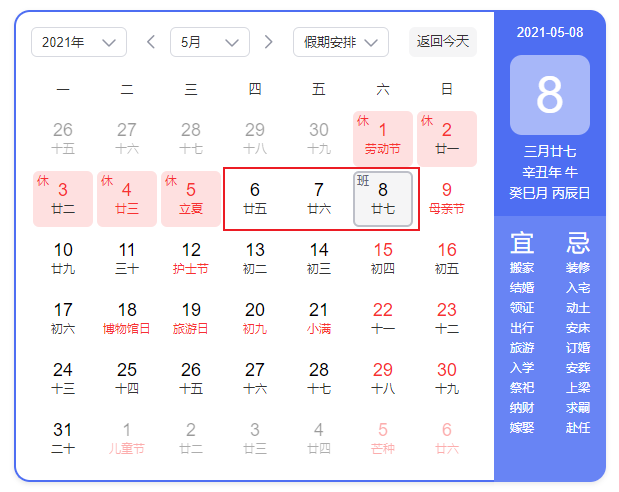 2021年 5月 假期安排 返回今天
一 二 三 四 五 六 日
26 27 28 29 30 休 1 休 2
十五 十六 十七 十八 十九 劳动节 廿一
休 3 休 4 休 5 6 7 班 8 9
廿二 廿三 立夏 廿五 廿六 廿七 母亲节
10 11 12 13 14 15 16
廿九 三十 护士节 初二 初三 初四 初五
17 18 19 20 21 22 23
初六 博物馆日 旅游日 初九 小满 十一 十二
24 25 26 27 28 29 30
十三 十四 十五 十六 十七 十八 十九
31 1 2 3 4 5 6
二十 儿童节 廿二 廿三 廿四 芒种 廿六
2021-05-08
8
三月廿七
辛丑年 牛
癸巳月 丙辰日
宜 忌
搬家 装修
结婚 入宅
领证 动土
出行 安床
旅游 订婚
入学 安葬
祭祀 上梁
纳财 求嗣
嫁娶 赴任